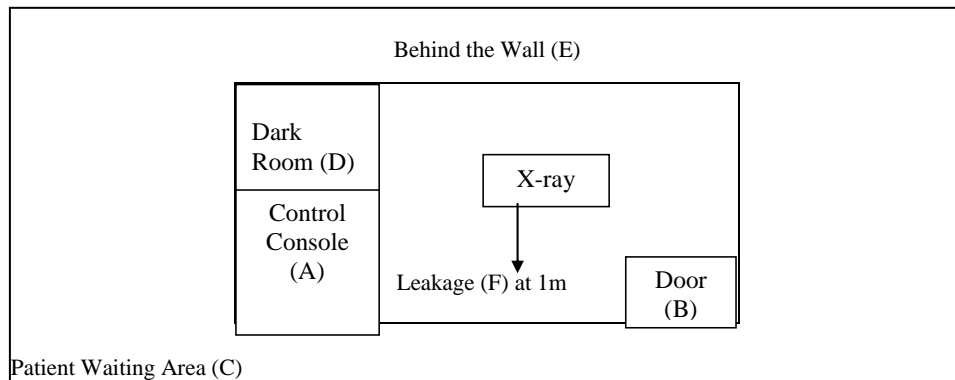 Behind the Wall (E)
Dark
Room (D)
X-ray
Control
Console
(A)
Leakage (F) at 1m
Door
(B)
Patient Waiting Area (C)